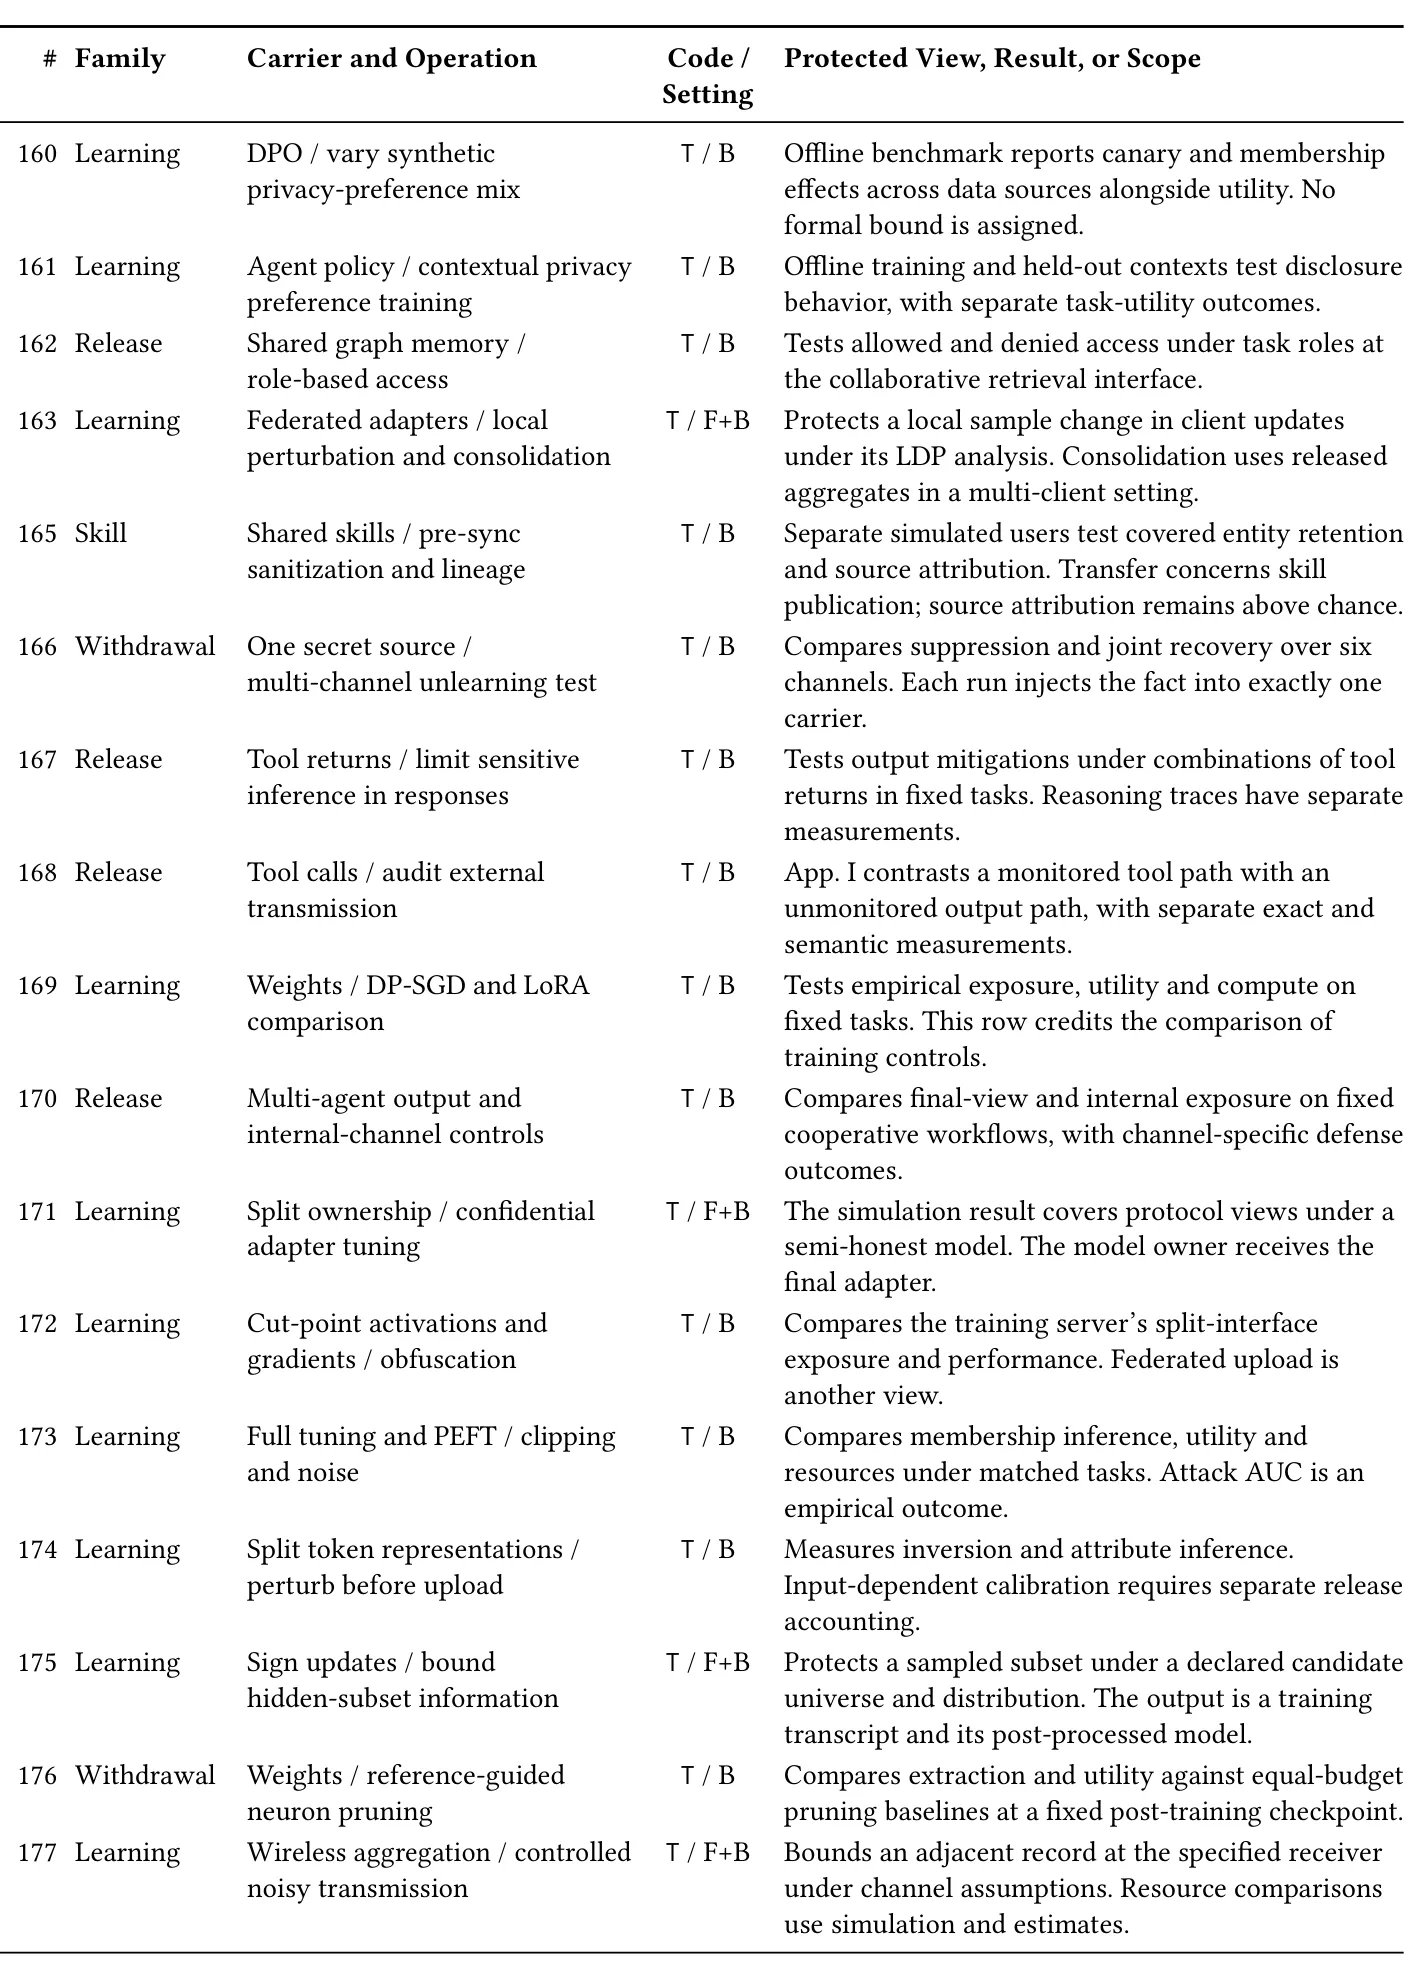 # Family Carrier and Operation Code / Protected View, Result, or Scope
Setting
160 Learning DPO / vary synthetic T / B Offline benchmark reports canary and membership
privacy-preference mix effects across data sources alongside utility. No
formal bound is assigned.
161 Learning Agent policy / contextual privacy T / B Offline training and held-out contexts test disclosure
preference training behavior, with separate task-utility outcomes.
162 Release Shared graph memory / T / B Tests allowed and denied access under task roles at
role-based access the collaborative retrieval interface.
163 Learning Federated adapters / local T / F+B Protects a local sample change in client updates
perturbation and consolidation under its LDP analysis. Consolidation uses released
aggregates in a multi-client setting.
165 Skill Shared skills / pre-sync T / B Separate simulated users test covered entity retention
sanitization and lineage and source attribution. Transfer concerns skill
publication; source attribution remains above chance.
166 Withdrawal One secret source / T / B Compares suppression and joint recovery over six
multi-channel unlearning test channels. Each run injects the fact into exactly one
carrier.
167 Release Tool returns / limit sensitive T / B Tests output mitigations under combinations of tool
inference in responses returns in fixed tasks. Reasoning traces have separate
measurements.
168 Release Tool calls / audit external T / B App. I contrasts a monitored tool path with an
transmission unmonitored output path, with separate exact and
semantic measurements.
169 Learning Weights / DP-SGD and LoRA T / B Tests empirical exposure, utility and compute on
comparison fixed tasks. This row credits the comparison of
training controls.
170 Release Multi-agent output and T / B Compares final-view and internal exposure on fixed
internal-channel controls cooperative workflows, with channel-specific defense
outcomes.
171 Learning Split ownership / confidential T / F+B The simulation result covers protocol views under a
adapter tuning semi-honest model. The model owner receives the
final adapter.
172 Learning Cut-point activations and T / B Compares the training server's split-interface
gradients / obfuscation exposure and performance. Federated upload is
another view.
173 Learning Full tuning and PEFT / clipping T / B Compares membership inference, utility and
and noise resources under matched tasks. Attack AUC is an
empirical outcome.
174 Learning Split token representations / T / B Measures inversion and attribute inference.
perturb before upload Input-dependent calibration requires separate release
accounting.
175 Learning Sign updates / bound T / F+B Protects a sampled subset under a declared candidate
hidden-subset information universe and distribution. The output is a training
transcript and its post-processed model.
176 Withdrawal Weights / reference-guided T / B Compares extraction and utility against equal-budget
neuron pruning pruning baselines at a fixed post-training checkpoint.
177 Learning Wireless aggregation / controlled T / F+B Bounds an adjacent record at the specified receiver
noisy transmission under channel assumptions. Resource comparisons
use simulation and estimates.